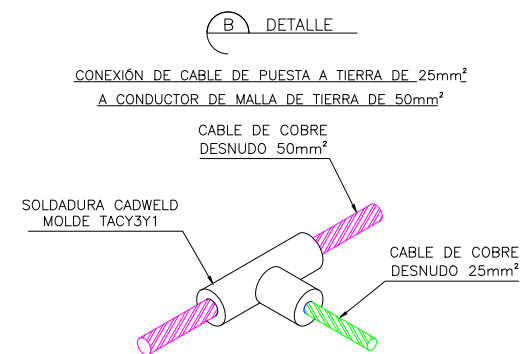 B DETALLE
CONEXIÓN DE CABLE DE PUESTA A TIERRA DE 25mm²
A CONDUCTOR DE MALLA DE TIERRA DE 50mm²
CABLE DE COBRE
DESNUDO 50mm²
SOLDADURA CADWELD
MOLDE TACY3Y1
CABLE DE COBRE
DESNUDO 25mm²